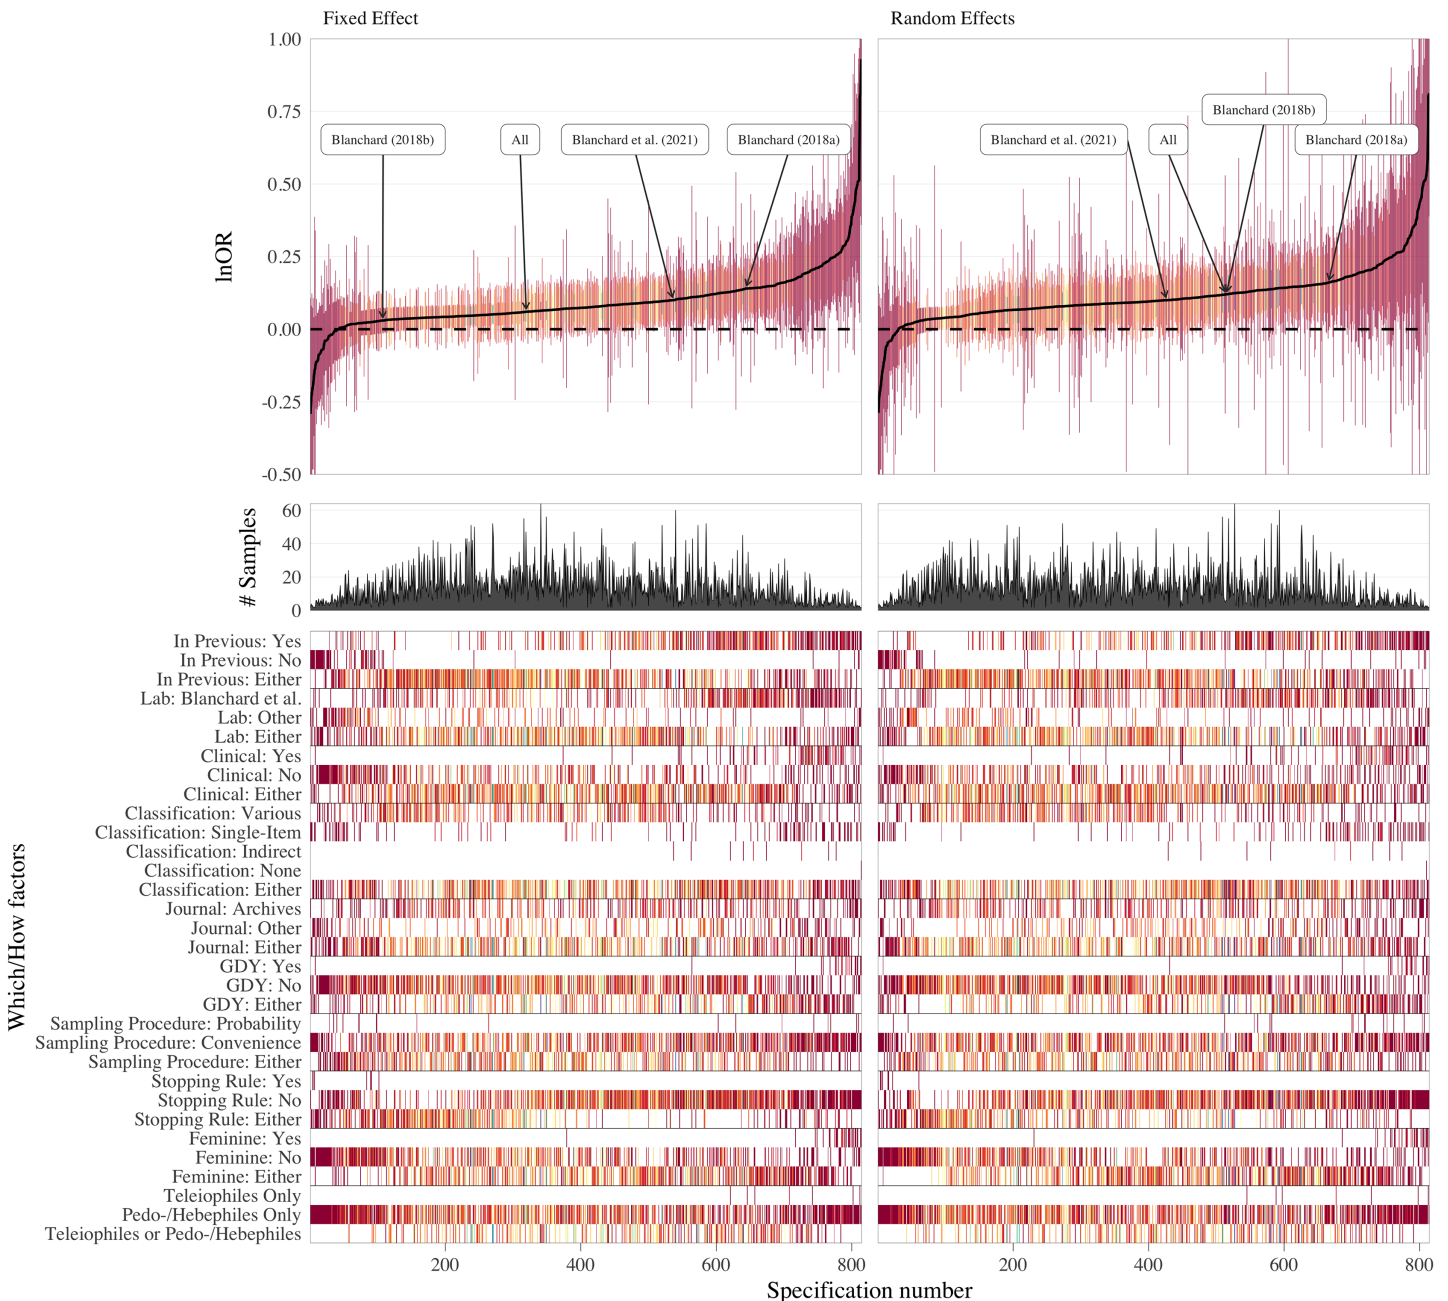 Fixed Effect
Random Effects
lnOR
1.00
0.75
0.50
0.25
0.00
-0.25
-0.50
Blanchard (2018b)
All
Blanchard et al. (2021)
Blanchard (2018a)
Blanchard et al. (2021)
All
Blanchard (2018b)
Blanchard (2018a)
# Samples
60
40
20
0
Which/How factors
In Previous: Yes
In Previous: No
In Previous: Either
Lab: Blanchard et al.
Lab: Other
Lab: Either
Clinical: Yes
Clinical: No
Clinical: Either
Classification: Various
Classification: Single-Item
Classification: Indirect
Classification: None
Classification: Either
Journal: Archives
Journal: Other
Journal: Either
GDY: Yes
GDY: No
GDY: Either
Sampling Procedure: Probability
Sampling Procedure: Convenience
Sampling Procedure: Either
Stopping Rule: Yes
Stopping Rule: No
Stopping Rule: Either
Feminine: Yes
Feminine: No
Feminine: Either
Teleiophiles Only
Pedo-/Hebephiles Only
Teleiophiles or Pedo-/Hebephiles
200 400 600 800
200 400 600 800
Specification number